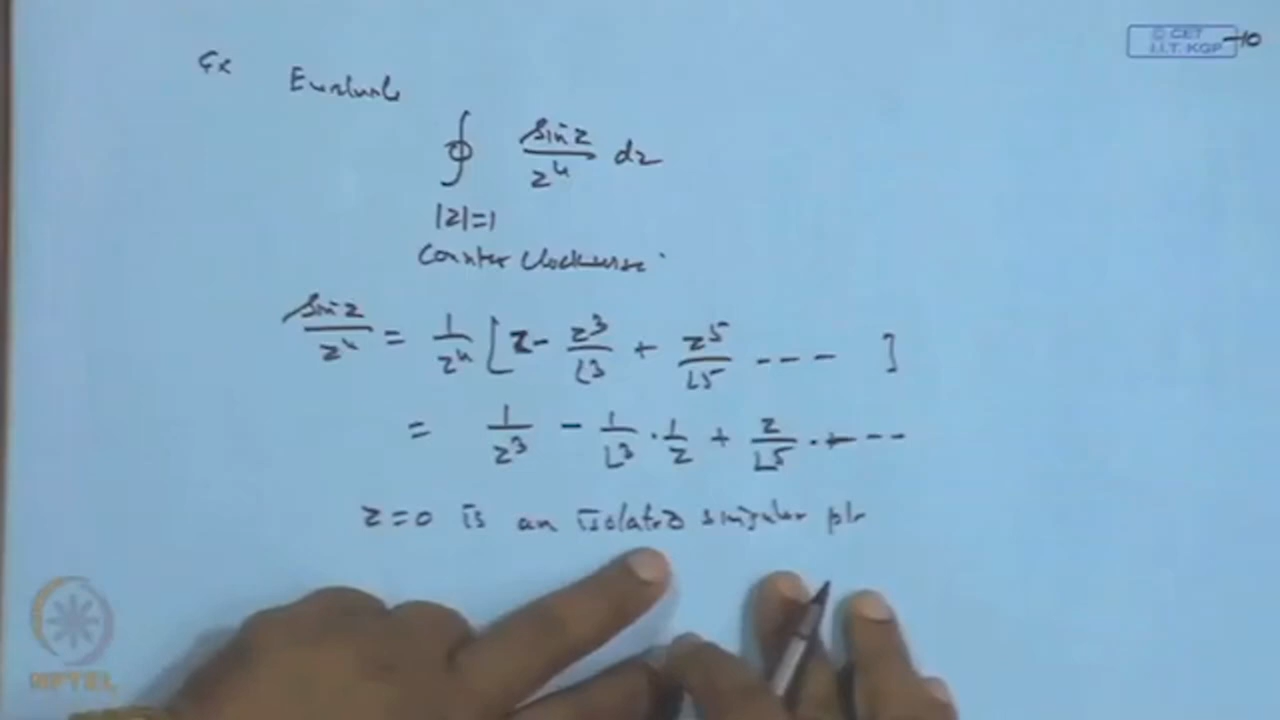 © CET
I.I.T. KGP
Ex Evaluate
∮ sin z / z⁴ dz
|z|=1
Counter clockwise.
sin z / z⁴ = 1/z⁴ [ z - z³/⌊3 + z⁵/⌊5 ---- ]
= 1/z³ - 1/⌊3 · 1/z + z/⌊5 · ---
z=0 is an isolated singular pt
NPTEL